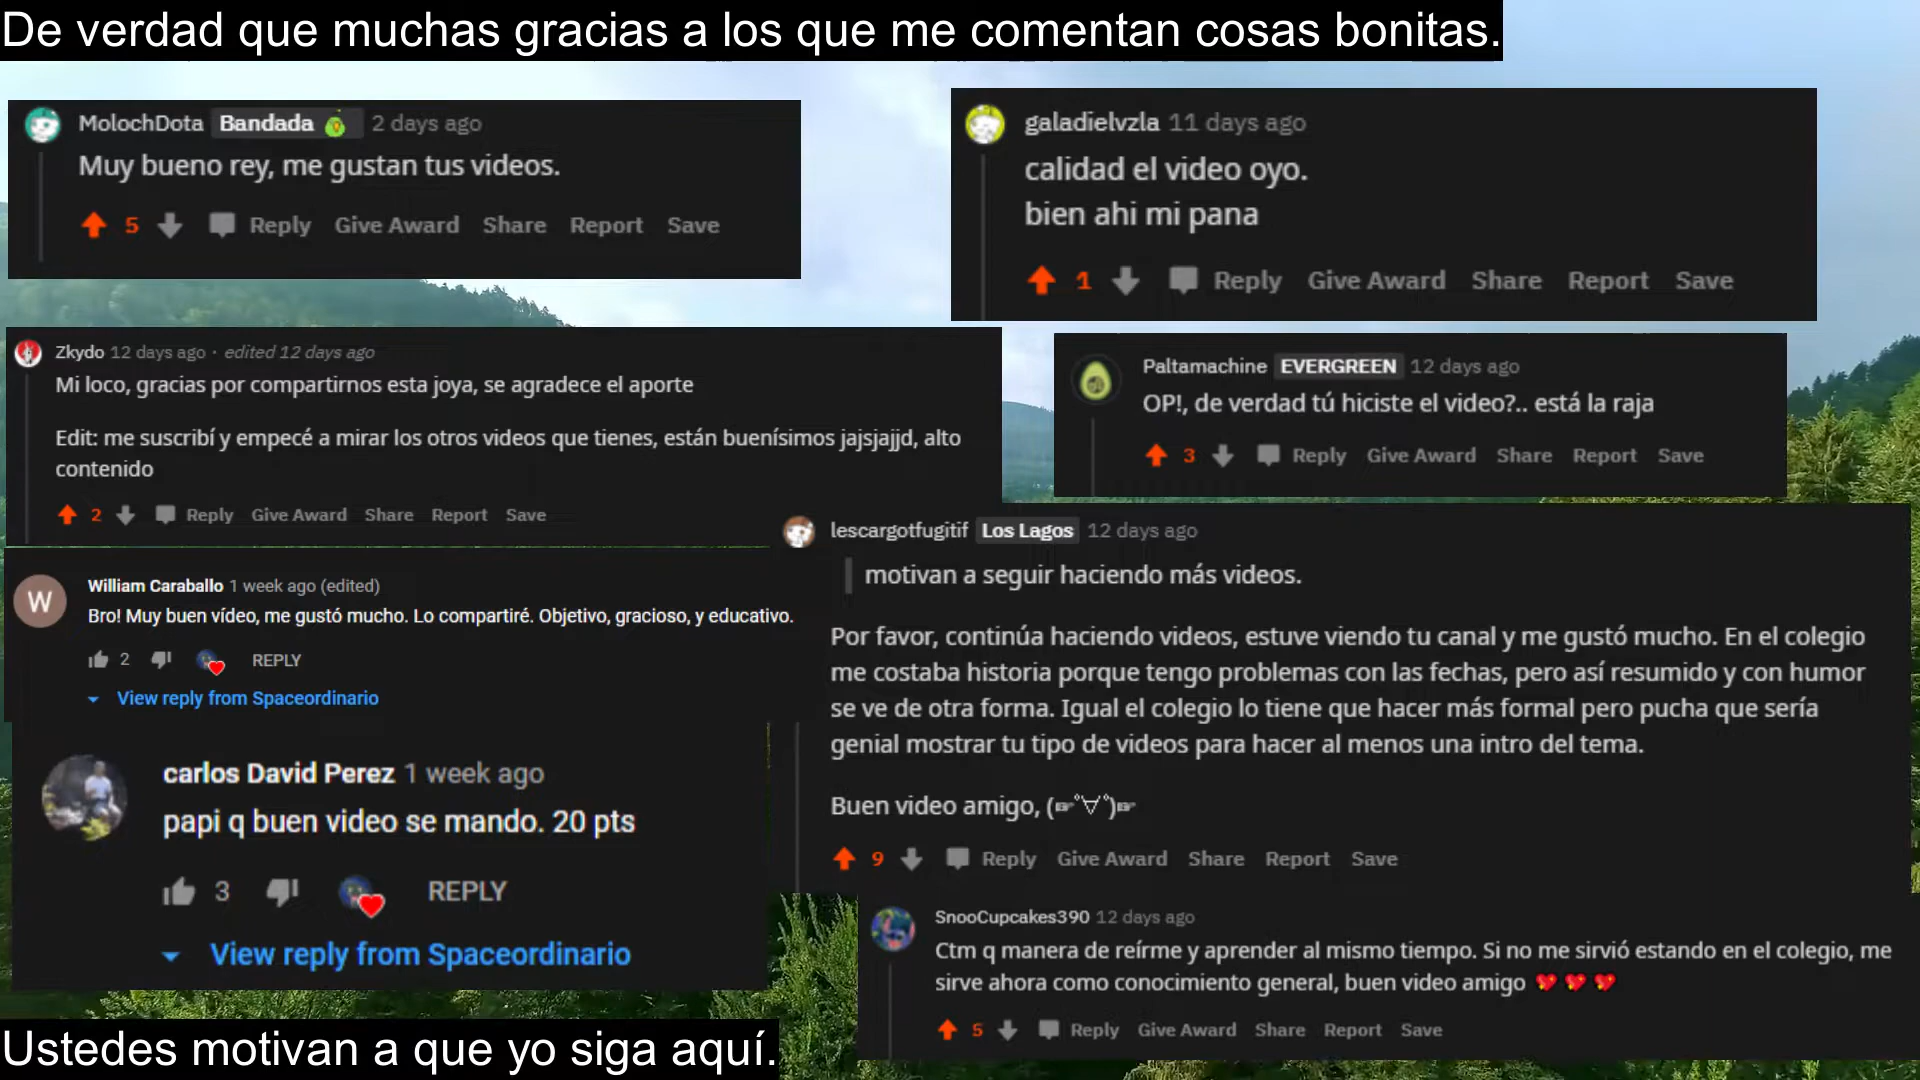 De verdad que muchas gracias a los que me comentan cosas bonitas.
MolochDota Bandada 2 days ago
Muy bueno rey, me gustan tus videos.
5 Reply Give Award Share Report Save
galadielvzla 11 days ago
calidad el video oyo.
bien ahi mi pana
1 Reply Give Award Share Report Save
Zkydo 12 days ago · edited 12 days ago
Mi loco, gracias por compartirnos esta joya, se agradece el aporte
Edit: me suscribí y empecé a mirar los otros videos que tienes, están buenísimos jajsjajjd, alto
contenido
2 Reply Give Award Share Report Save
Paltamachine EVERGREEN 12 days ago
OP!, de verdad tú hiciste el video?.. está la raja
3 Reply Give Award Share Report Save
William Caraballo 1 week ago (edited)
W
Bro! Muy buen vídeo, me gustó mucho. Lo compartiré. Objetivo, gracioso, y educativo.
2 REPLY
View reply from Spaceordinario
carlos David Perez 1 week ago
papi q buen video se mando. 20 pts
3 REPLY
View reply from Spaceordinario
lescargotfugitif Los Lagos 12 days ago
motivan a seguir haciendo más videos.
Por favor, continúa haciendo videos, estuve viendo tu canal y me gustó mucho. En el colegio
me costaba historia porque tengo problemas con las fechas, pero así resumido y con humor
se ve de otra forma. Igual el colegio lo tiene que hacer más formal pero pucha que sería
genial mostrar tu tipo de videos para hacer al menos una intro del tema.
Buen video amigo, (☞ﾟ∀ﾟ)☞
9 Reply Give Award Share Report Save
SnooCupcakes390 12 days ago
Ctm q manera de reírme y aprender al mismo tiempo. Si no me sirvió estando en el colegio, me
sirve ahora como conocimiento general, buen video amigo 💖 💖 💖
5 Reply Give Award Share Report Save
Ustedes motivan a que yo siga aquí.